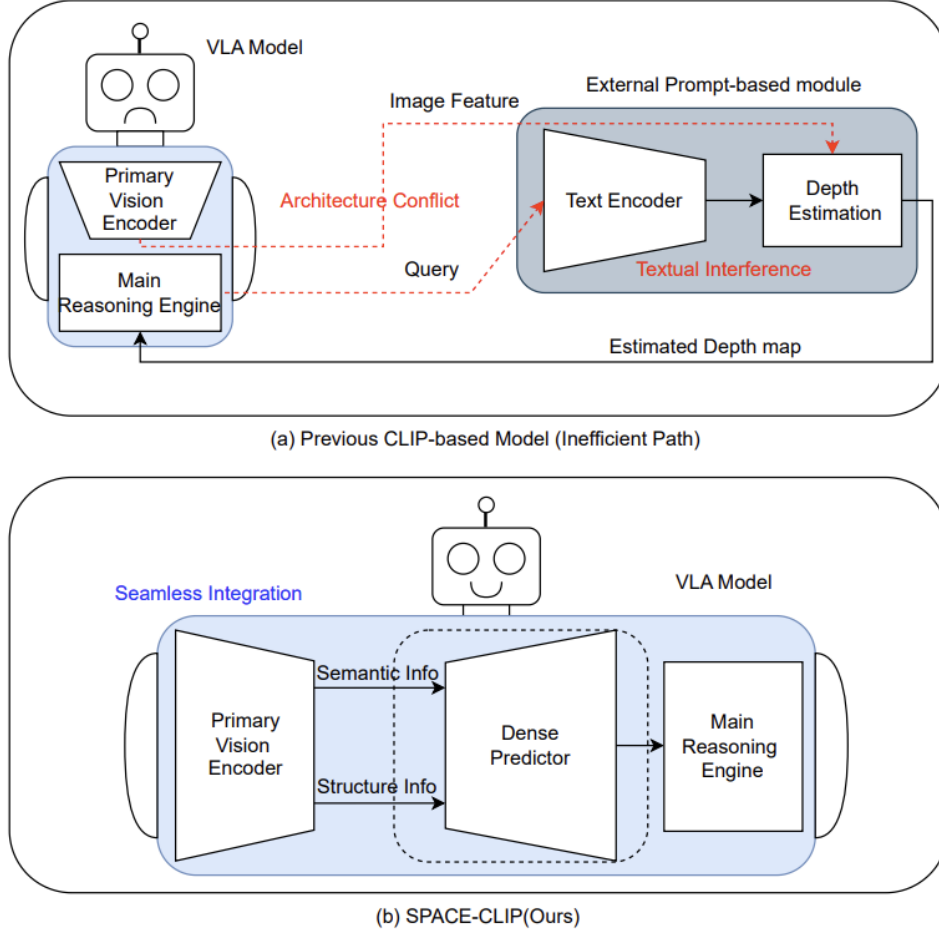 VLA Model
External Prompt-based module
Image Feature
Primary
Vision
Encoder
Architecture Conflict
Text Encoder
Depth
Estimation
Query
Textual Interference
Main
Reasoning Engine
Estimated Depth map
(a) Previous CLIP-based Model (Inefficient Path)
VLA Model
Seamless Integration
Semantic Info
Primary
Vision
Encoder
Dense
Predictor
Main
Reasoning
Engine
Structure Info
(b) SPACE-CLIP(Ours)